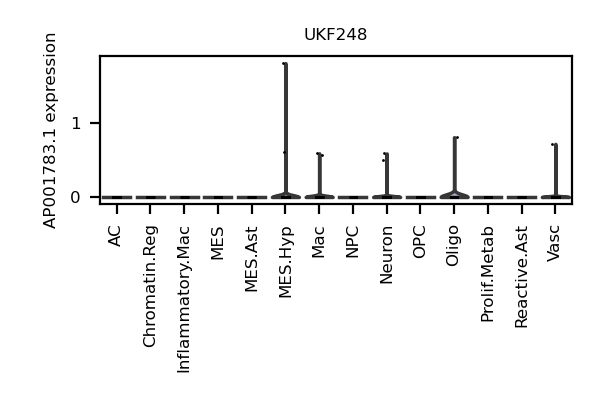 UKF248
AP001783.1 expression
1
0
AC
Chromatin.Reg
Inflammatory.Mac
MES
MES.Ast
MES.Hyp
Mac
NPC
Neuron
OPC
Oligo
Prolif.Metab
Reactive.Ast
Vasc